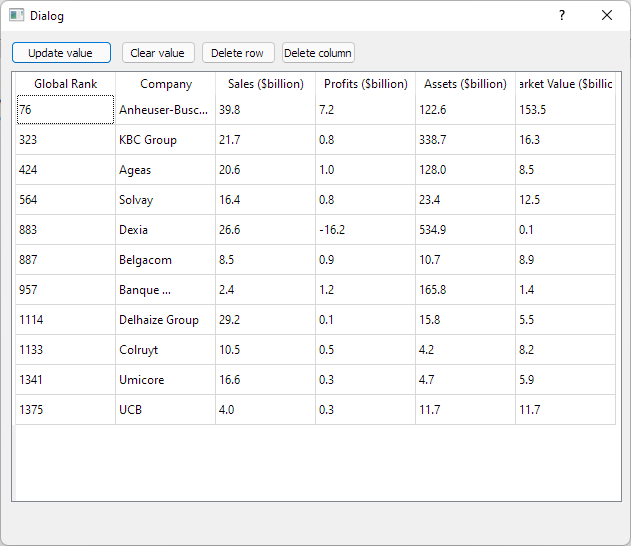 Dialog ?
Update value Clear value Delete row Delete column
Global Rank Company Sales ($billion) Profits ($billion) Assets ($billion) arket Value ($billic
76 Anheuser-Busc... 39.8 7.2 122.6 153.5
323 KBC Group 21.7 0.8 338.7 16.3
424 Ageas 20.6 1.0 128.0 8.5
564 Solvay 16.4 0.8 23.4 12.5
883 Dexia 26.6 -16.2 534.9 0.1
887 Belgacom 8.5 0.9 10.7 8.9
957 Banque ... 2.4 1.2 165.8 1.4
1114 Delhaize Group 29.2 0.1 15.8 5.5
1133 Colruyt 10.5 0.5 4.2 8.2
1341 Umicore 16.6 0.3 4.7 5.9
1375 UCB 4.0 0.3 11.7 11.7